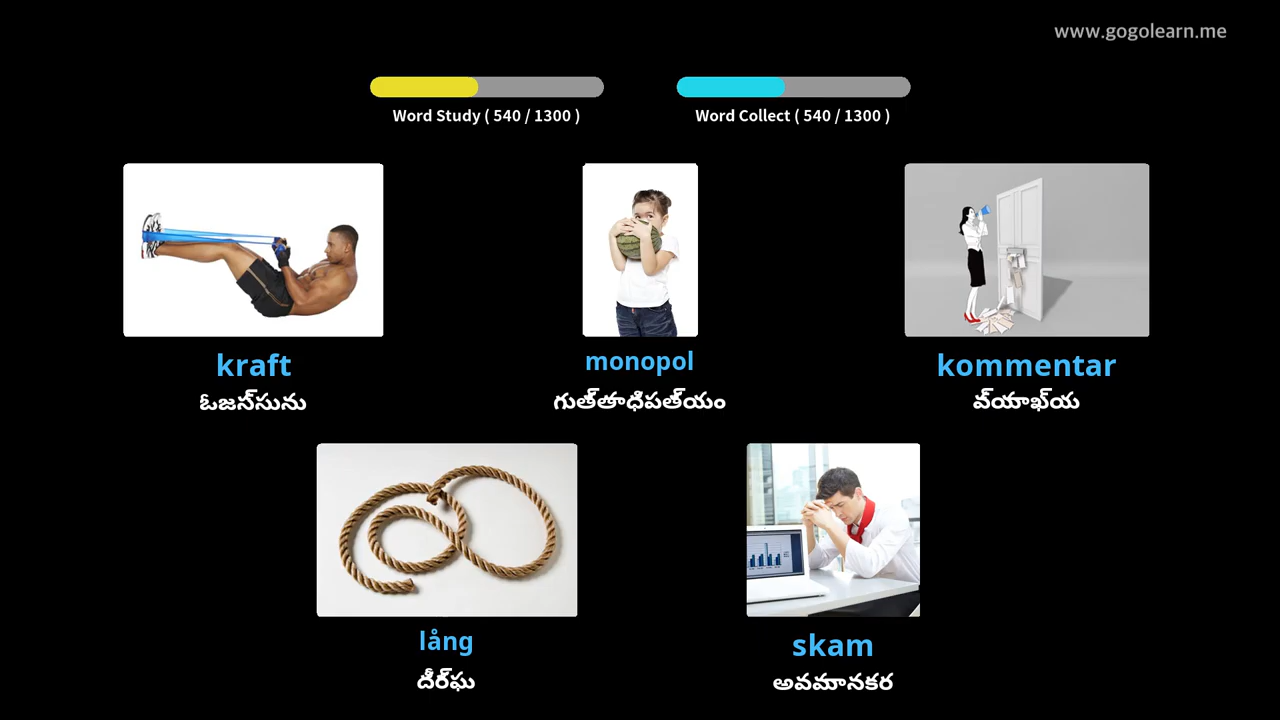 www.gogolearn.me
Word Study ( 540 / 1300 )
Word Collect ( 540 / 1300 )
kraft
ఓజన్‌సును
monopol
గుత్‌తాధిపత్‌యం
kommentar
వ్‌యాఖ్‌య
lång
దీర్‌ఘ
skam
అవమానకర